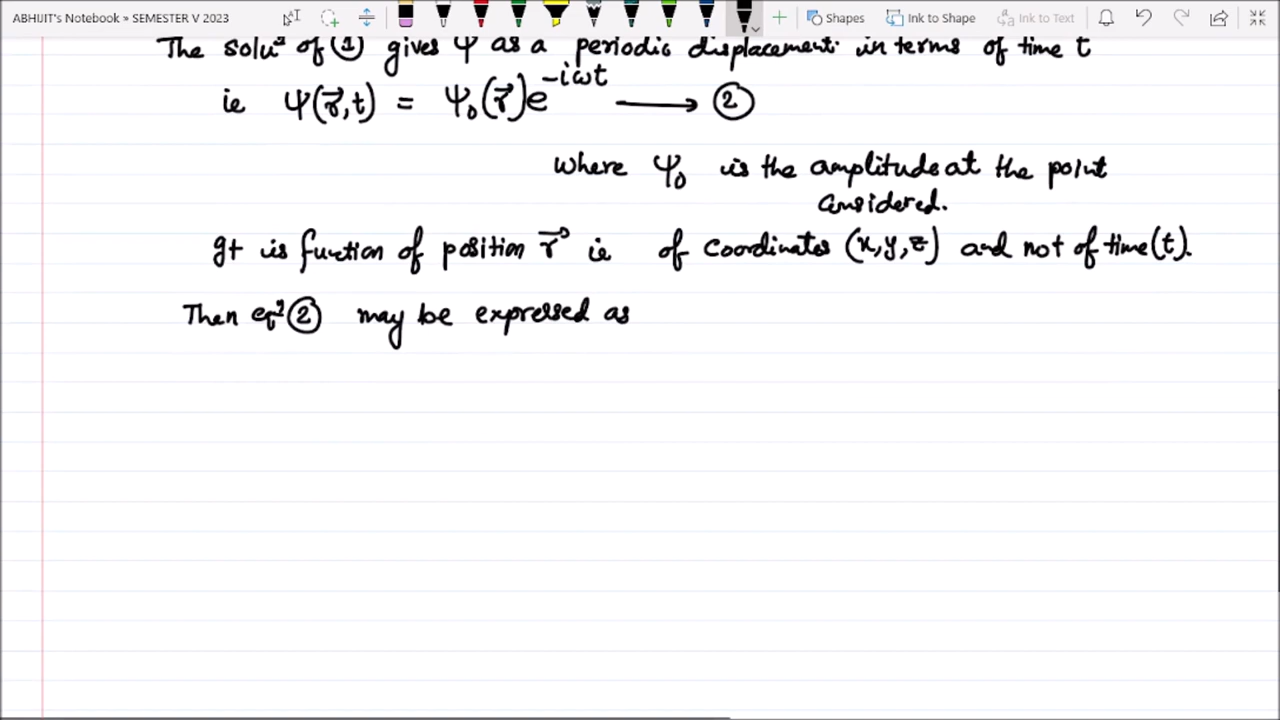 ABHIJIT's Notebook » SEMESTER V 2023
Shapes
Ink to Shape
Ink to Text
The soluⁿ of (1) gives Ψ as a periodic displacement in terms of time t
ie Ψ(r⃗,t) = Ψ₀(r⃗)e^{-iωt} ⟶ ②
where Ψ₀ is the amplitude at the point
considered.
It is function of position r⃗ ie of coordinates (x,y,z) and not of time(t).
Then eqⁿ ② may be expressed as